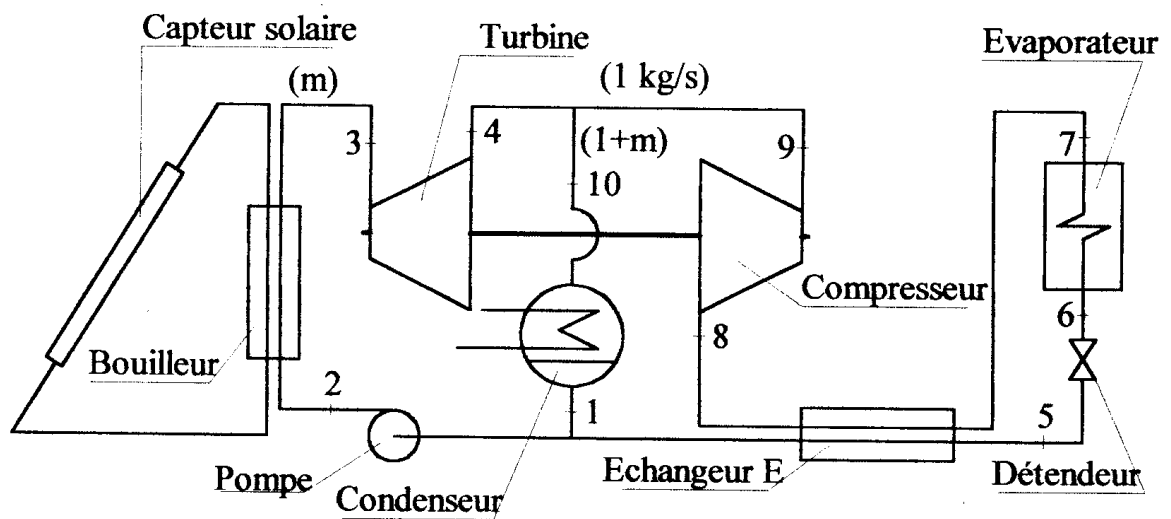 Capteur solaire
Turbine
Evaporateur
(m)
(1 kg/s)
3
4
(1+m)
9
7
10
Compresseur
6
8
Bouilleur
2
1
5
Pompe
Condenseur
Echangeur E
Détendeur